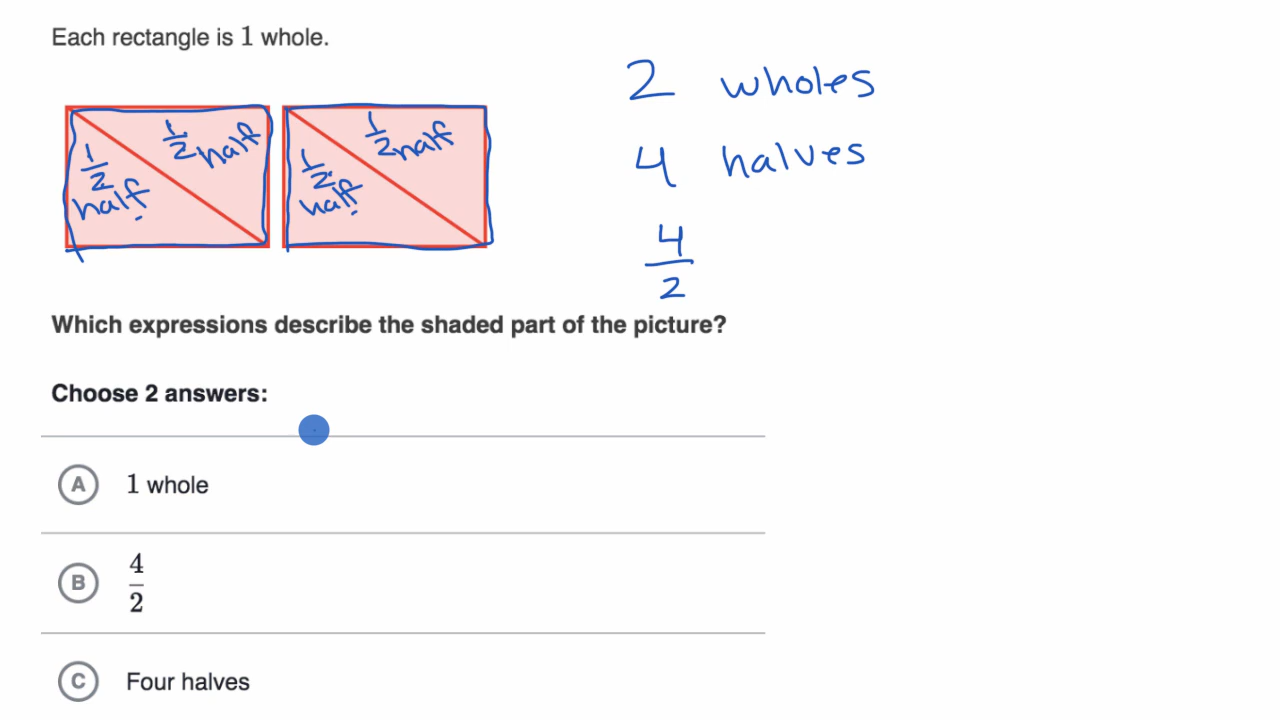 Each rectangle is 1 whole.
2 wholes
1/2 half
1/2 half
1/2 half
1/2 half
4 halves
4/2
Which expressions describe the shaded part of the picture?
Choose 2 answers:
A 1 whole
B 4/2
C Four halves